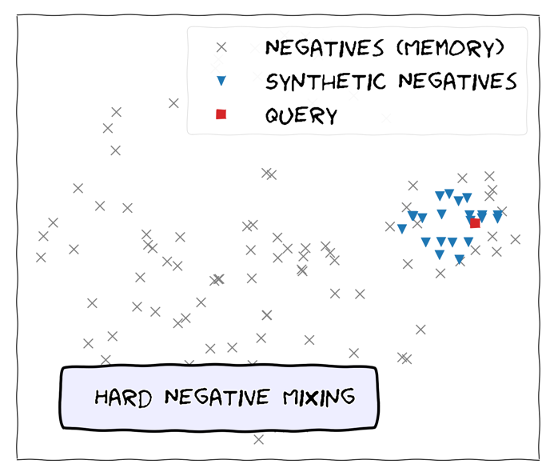 NEGATIVES (MEMORY)
SYNTHETIC NEGATIVES
QUERY
HARD NEGATIVE MIXING